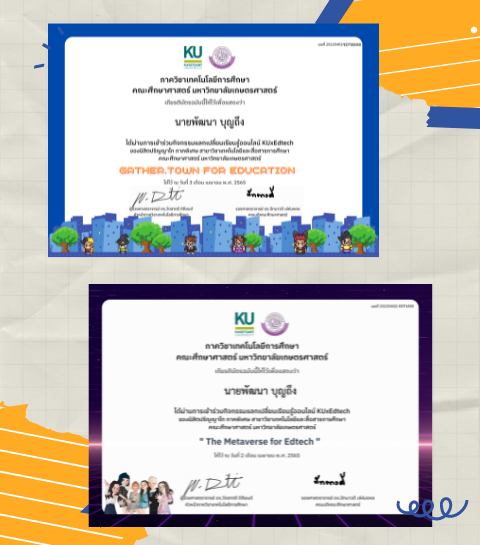 KU
ภาควิชาเทคโนโลยีการศึกษา
คณะศึกษาศาสตร์ มหาวิทยาลัยเกษตรศาสตร์
เกียรติบัตรฉบับนี้ให้ไว้เพื่อแสดงว่า
นายพัฒนา บุญถึง
ได้ผ่านการเข้าร่วมกิจกรรมแลกเปลี่ยนเรียนรู้ออนไลน์ KUxEdtech
ของนิสิตปริญญาโท ภาคพิเศษ สาขาวิชาเทคโนโลยีและสื่อสารการศึกษา
คณะศึกษาศาสตร์ มหาวิทยาลัยเกษตรศาสตร์
GATHER.TOWN FOR EDUCATION
ให้ไว้ ณ วันที่ 3 เดือน เมษายน พ.ศ. 2565
KU
ภาควิชาเทคโนโลยีการศึกษา
คณะศึกษาศาสตร์ มหาวิทยาลัยเกษตรศาสตร์
เกียรติบัตรฉบับนี้ให้ไว้เพื่อแสดงว่า
นายพัฒนา บุญถึง
ได้ผ่านการเข้าร่วมกิจกรรมแลกเปลี่ยนเรียนรู้ออนไลน์ KUxEdtech
ของนิสิตปริญญาโท ภาคพิเศษ สาขาวิชาเทคโนโลยีและสื่อสารการศึกษา
คณะศึกษาศาสตร์ มหาวิทยาลัยเกษตรศาสตร์
" The Metaverse for Edtech "
ให้ไว้ ณ วันที่ 2 เดือน เมษายน พ.ศ. 2565